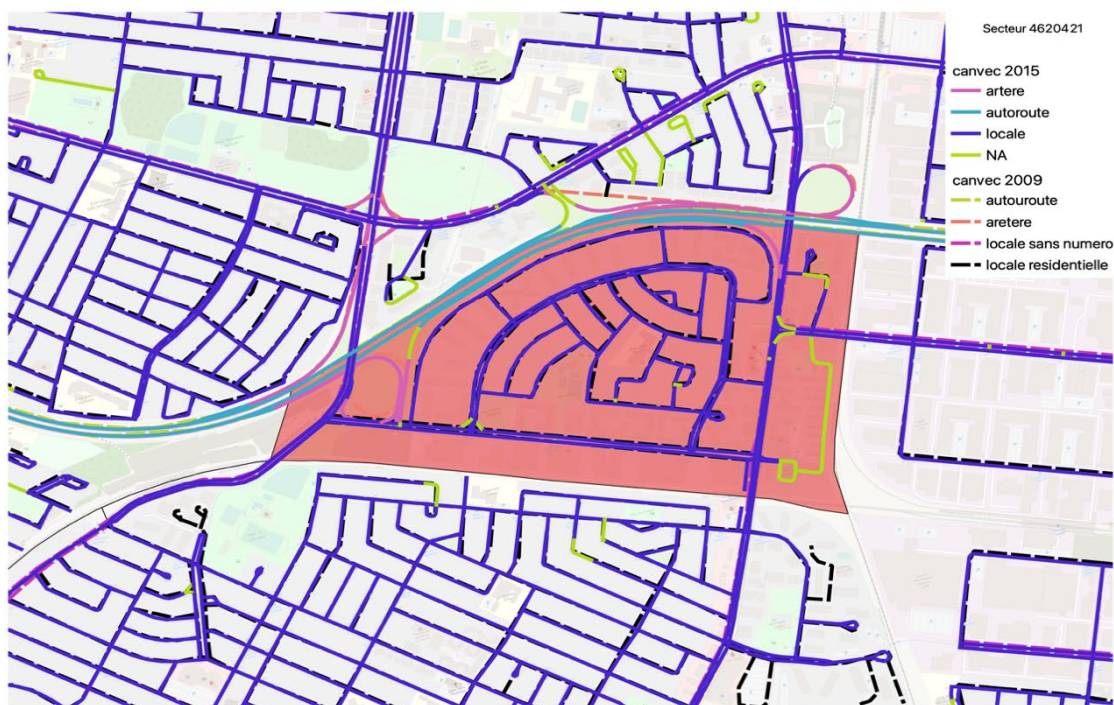 Secteur 4620421
canvec 2015
artere
autoroute
locale
NA
canvec 2009
autouroute
aretere
locale sans numero
locale residentielle